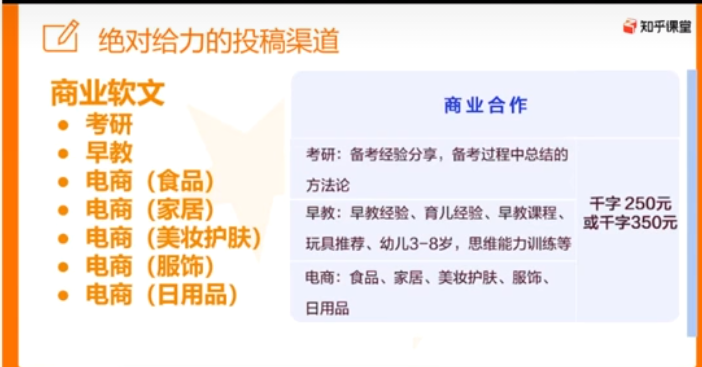 绝对给力的投稿渠道
知乎课堂
商业软文
• 考研
• 早教
• 电商（食品）
• 电商（家居）
• 电商（美妆护肤）
• 电商（服饰）
• 电商（日用品）
商业合作
考研：备考经验分享，备考过程中总结的
方法论
早教：早教经验、育儿经验、早教课程、
玩具推荐、幼儿3-8岁，思维能力训练等
电商：食品、家居、美妆护肤、服饰、
日用品
千字 250元
或千字350元